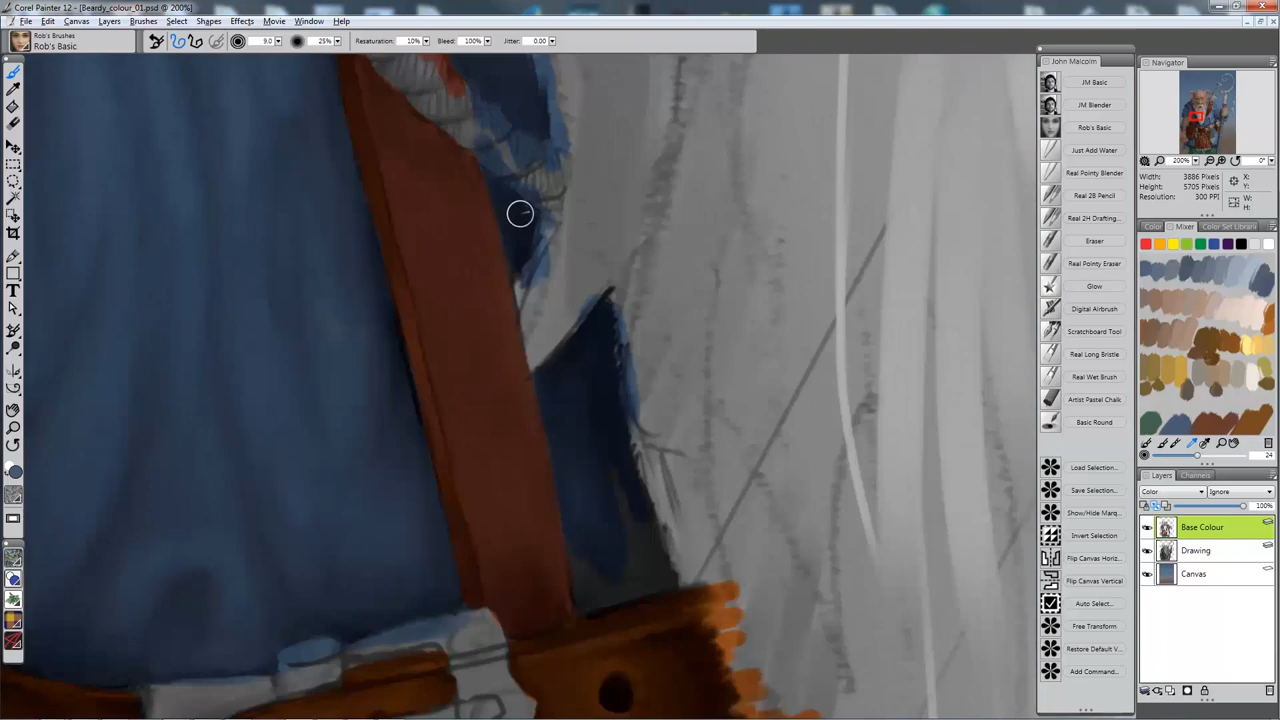 Corel Painter 12 - [Beardy_colour_01.psd @ 200%]
File Edit Canvas Layers Brushes Select Shapes Effects Movie Window Help
Rob's Brushes
Rob's Basic
9.0
25%
Resaturation: 10%
Bleed: 100%
Jitter: 0.00
John Malcolm
JM Basic
JM Blender
Rob's Basic
Just Add Water
Real Pointy Blender
Real 2B Pencil
Real 2H Drafting...
Eraser
Real Pointy Eraser
Glow
Digital Airbrush
Scratchboard Tool
Real Long Bristle
Real Wet Brush
Artist Pastel Chalk
Basic Round
Load Selection...
Save Selection...
Show/Hide Marq...
Invert Selection
Flip Canvas Horiz...
Flip Canvas Vertical
Auto Select...
Free Transform
Restore Default V...
Add Command...
Navigator
200%
0°
Width: 3886 Pixels
Height: 5705 Pixels
Resolution: 300 PPI
X:
Y:
W:
H:
Color Mixer Color Set Librari
24
Layers Channels
Color Ignore
100%
Base Colour
Drawing
Canvas